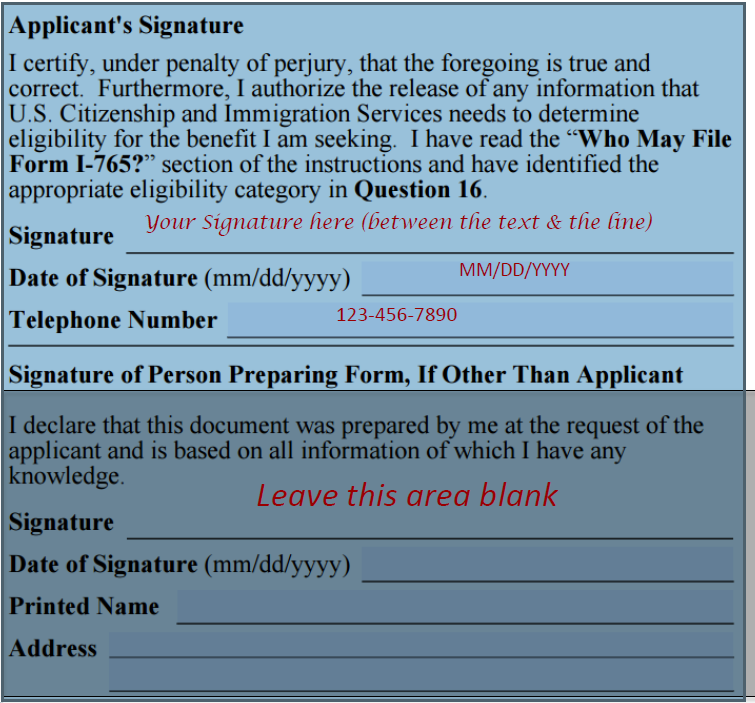 Applicant's Signature
I certify, under penalty of perjury, that the foregoing is true and
correct.  Furthermore, I authorize the release of any information that
U.S. Citizenship and Immigration Services needs to determine
eligibility for the benefit I am seeking.  I have read the “Who May File
Form I-765?” section of the instructions and have identified the
appropriate eligibility category in Question 16.
Signature Your Signature here (between the text & the line)
Date of Signature (mm/dd/yyyy) MM/DD/YYYY
Telephone Number 123-456-7890
Signature of Person Preparing Form, If Other Than Applicant
I declare that this document was prepared by me at the request of the
applicant and is based on all information of which I have any
knowledge.
Leave this area blank
Signature
Date of Signature (mm/dd/yyyy)
Printed Name
Address